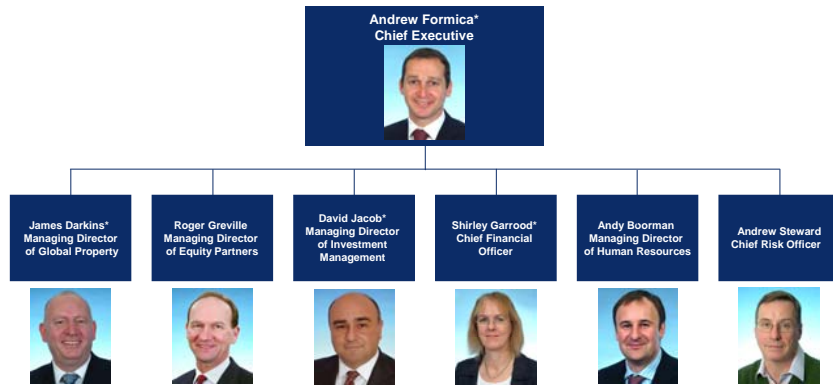 Andrew Formica*
Chief Executive
James Darkins*
Managing Director
of Global Property
Roger Greville
Managing Director
of Equity Partners
David Jacob*
Managing Director
of Investment
Management
Shirley Garrood*
Chief Financial
Officer
Andy Boorman
Managing Director
of Human Resources
Andrew Steward
Chief Risk Officer